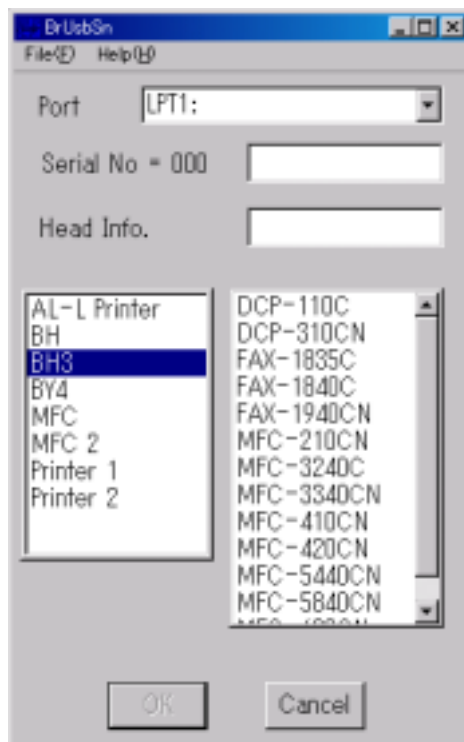 BrUsbSn
File(F) Help(H)
Port LPT1:
Serial No = 000
Head Info.
AL-L Printer
BH
BH3
BY4
MFC
MFC 2
Printer 1
Printer 2
DCP-110C
DCP-310CN
FAX-1835C
FAX-1840C
FAX-1940CN
MFC-210CN
MFC-3240C
MFC-3340CN
MFC-410CN
MFC-420CN
MFC-5440CN
MFC-5840CN
OK Cancel